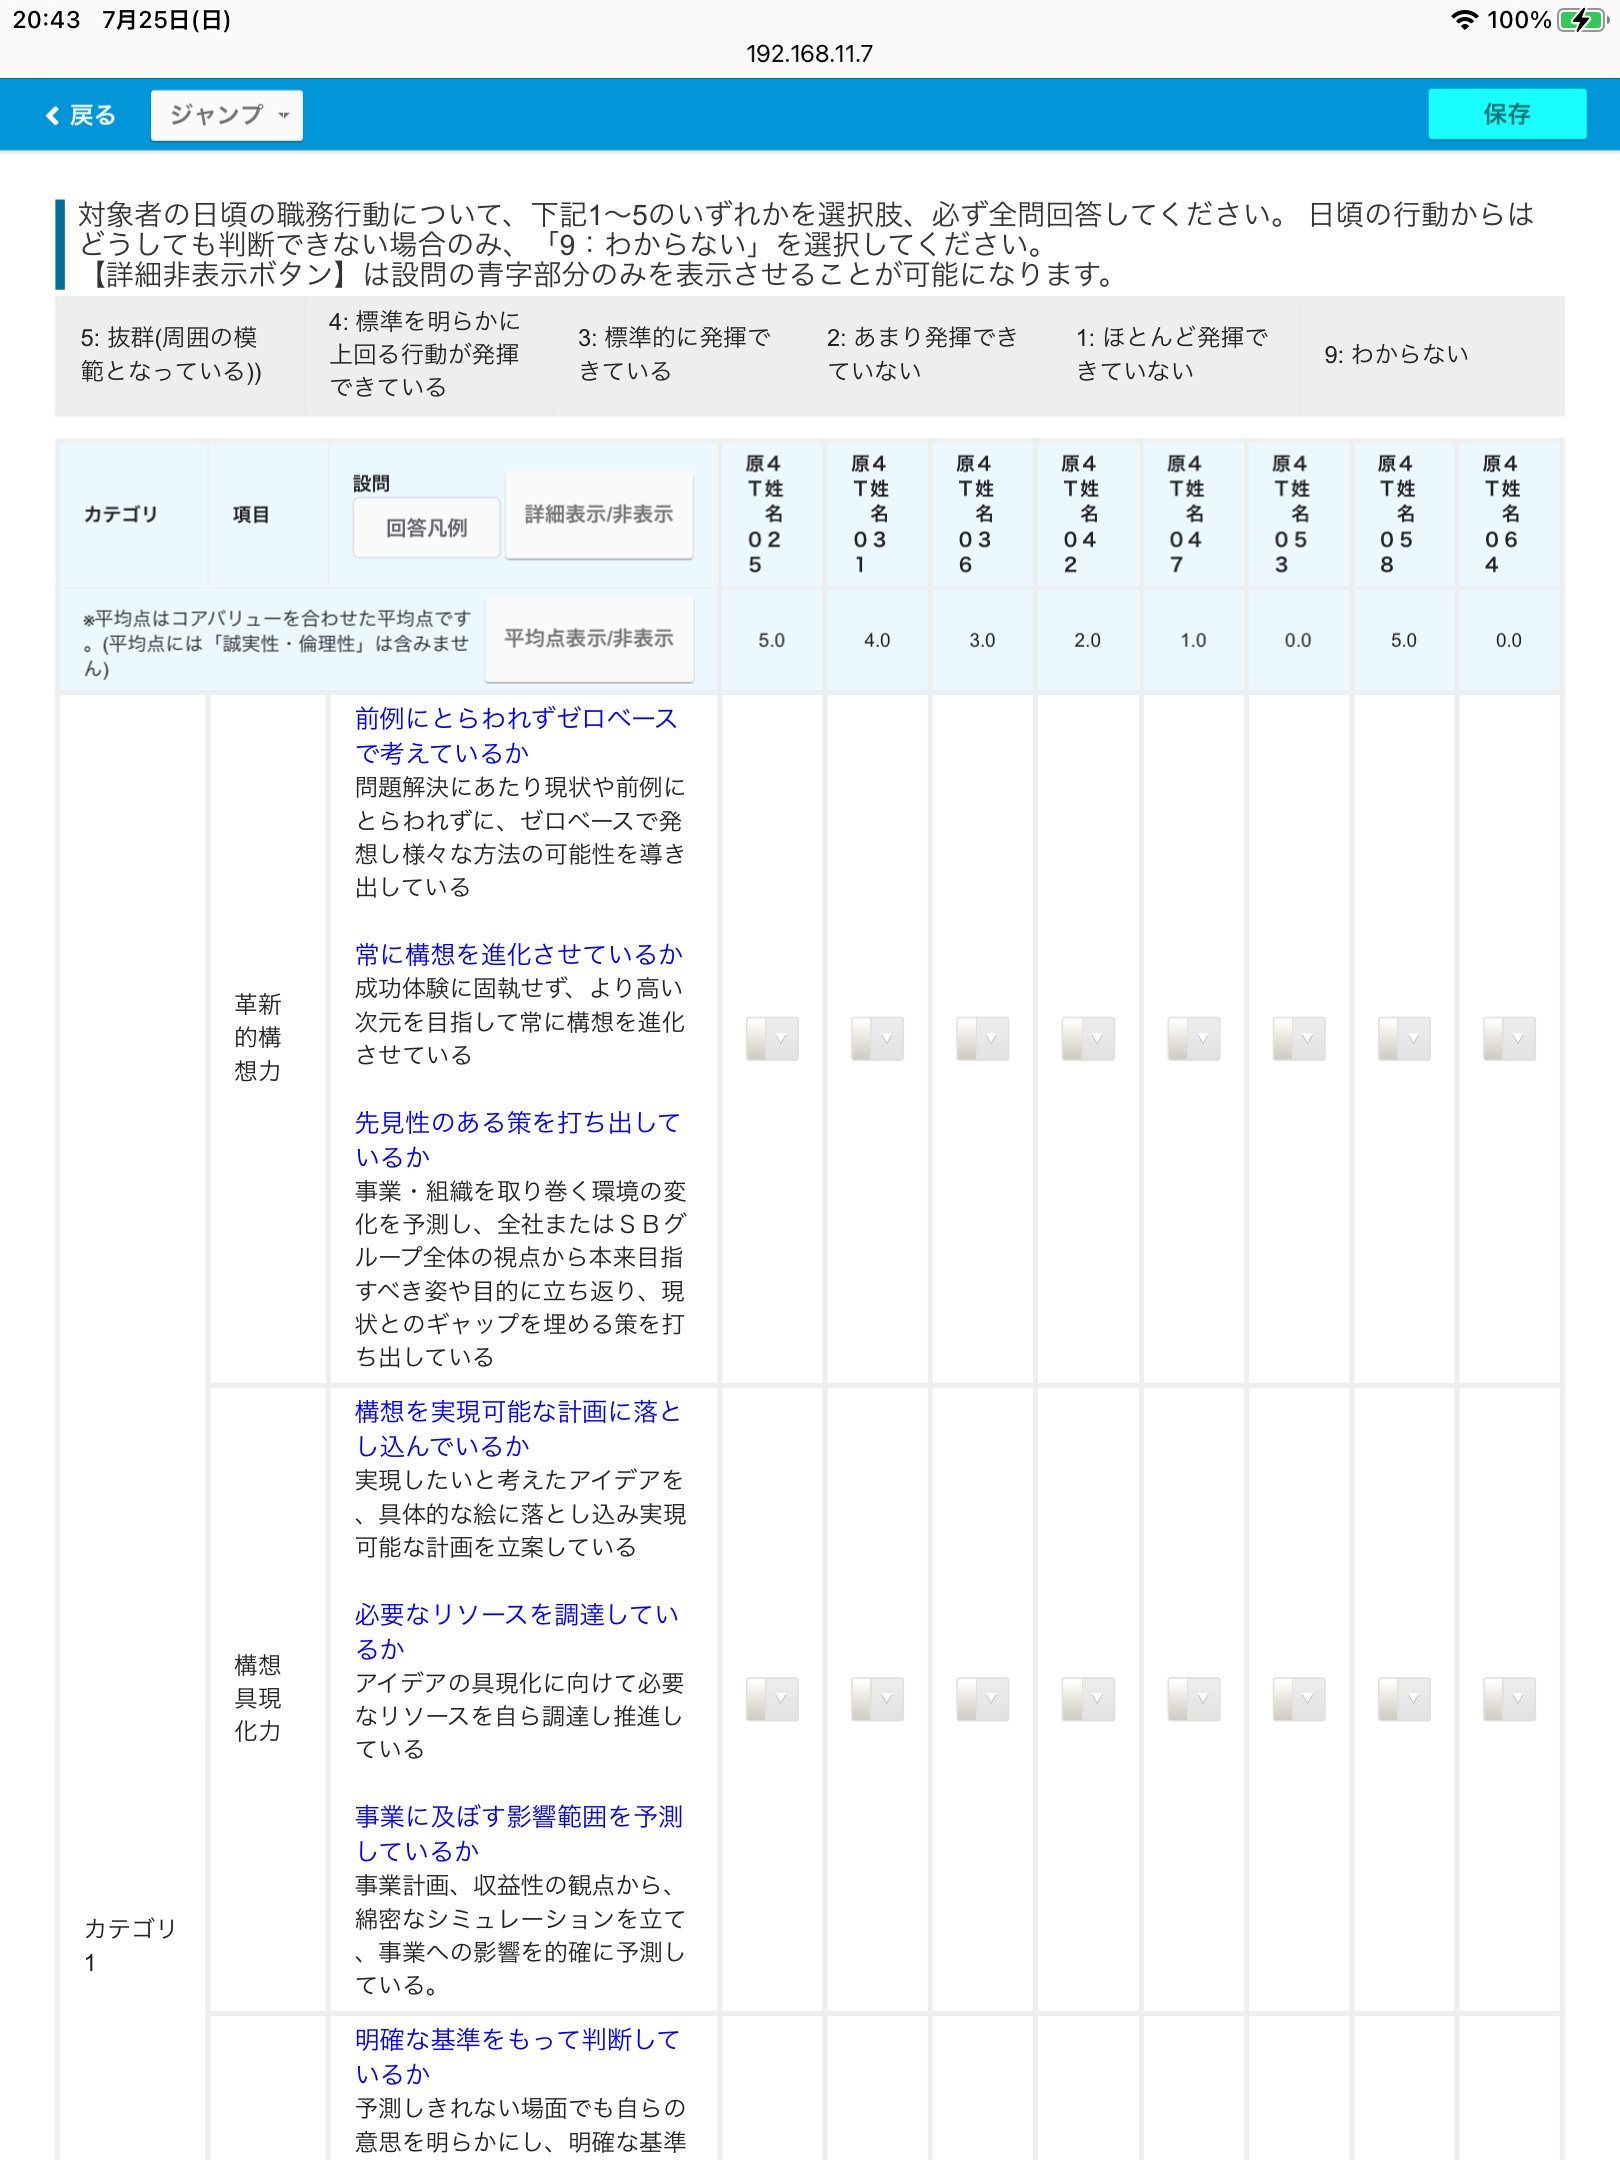 20:43 7月25日(日)
100%
192.168.11.7
戻る
ジャンプ
保存
対象者の日頃の職務行動について、下記1〜5のいずれかを選択肢、必ず全問回答してください。 日頃の行動からは
どうしても判断できない場合のみ、「9：わからない」を選択してください。
【詳細非表示ボタン】は設問の青字部分のみを表示させることが可能になります。
5: 抜群(周囲の模
範となっている))
4: 標準を明らかに
上回る行動が発揮
できている
3: 標準的に発揮で
きている
2: あまり発揮でき
ていない
1: ほとんど発揮で
きていない
9: わからない
カテゴリ
項目
設問
回答凡例
詳細表示/非表示
原４
Ｔ姓
名
０２
５
原４
Ｔ姓
名
０３
１
原４
Ｔ姓
名
０３
６
原４
Ｔ姓
名
０４
２
原４
Ｔ姓
名
０４
７
原４
Ｔ姓
名
０５
３
原４
Ｔ姓
名
０５
８
原４
Ｔ姓
名
０６
４
※平均点はコアバリューを合わせた平均点です
。(平均点には「誠実性・倫理性」は含みませ
ん)
平均点表示/非表示
5.0
4.0
3.0
2.0
1.0
0.0
5.0
0.0
革新
的構
想力
前例にとらわれずゼロベース
で考えているか
問題解決にあたり現状や前例に
とらわれずに、ゼロベースで発
想し様々な方法の可能性を導き
出している
常に構想を進化させているか
成功体験に固執せず、より高い
次元を目指して常に構想を進化
させている
先見性のある策を打ち出して
いるか
事業・組織を取り巻く環境の変
化を予測し、全社またはＳＢグ
ループ全体の視点から本来目指
すべき姿や目的に立ち返り、現
状とのギャップを埋める策を打
ち出している
構想
具現
化力
構想を実現可能な計画に落と
し込んでいるか
実現したいと考えたアイデアを
、具体的な絵に落とし込み実現
可能な計画を立案している
必要なリソースを調達してい
るか
アイデアの具現化に向けて必要
なリソースを自ら調達し推進し
ている
事業に及ぼす影響範囲を予測
しているか
事業計画、収益性の観点から、
綿密なシミュレーションを立て
、事業への影響を的確に予測し
ている。
カテゴリ
1
明確な基準をもって判断して
いるか
予測しきれない場面でも自らの
意思を明らかにし、明確な基準